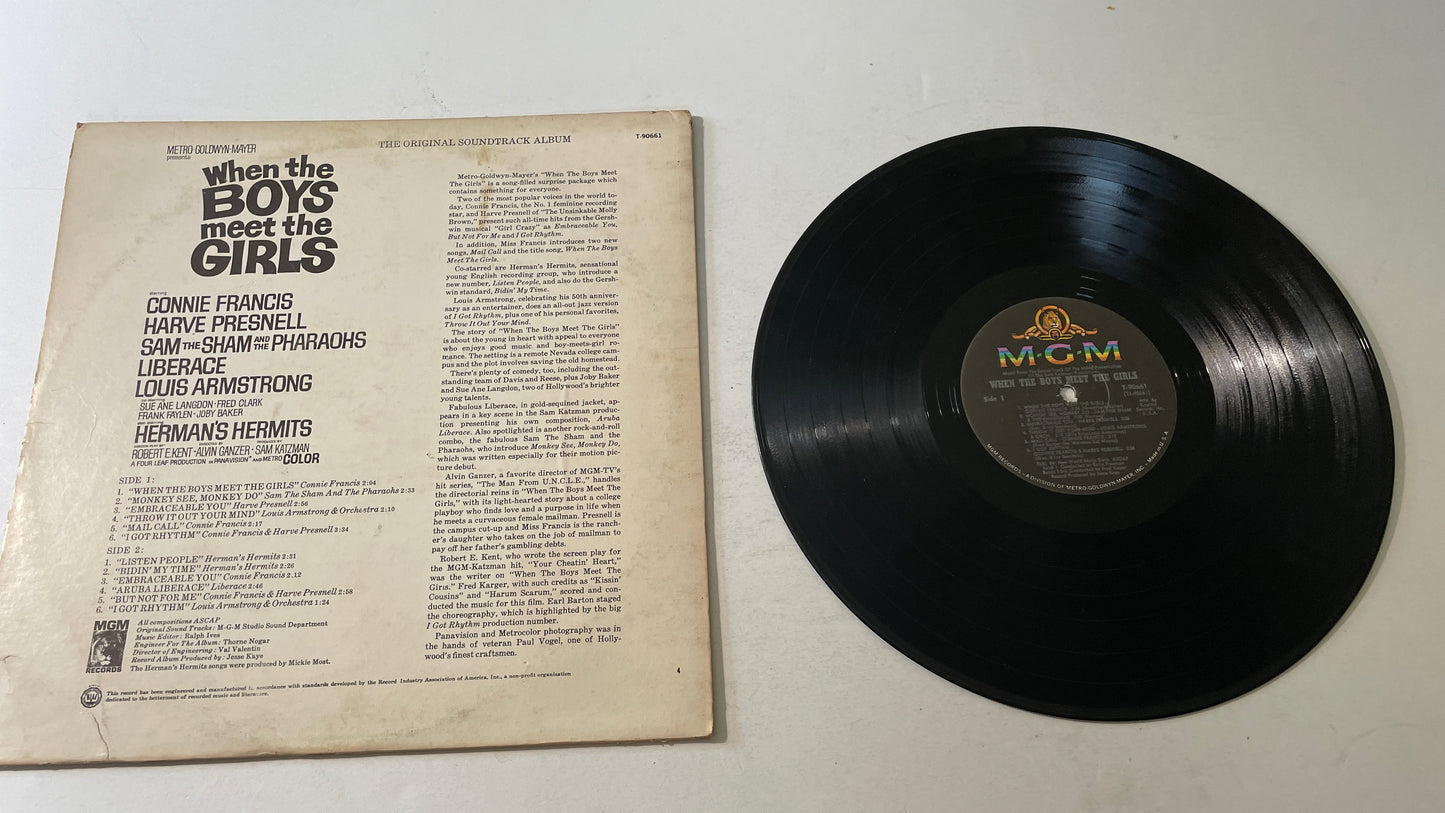 METRO-GOLDWYN-MAYER
presents
THE ORIGINAL SOUNDTRACK ALBUM
T-90661
When the
BOYS
meet the
GIRLS
starring
CONNIE FRANCIS
HARVE PRESNELL
SAM THE SHAM AND THE PHARAOHS
LIBERACE
LOUIS ARMSTRONG
SUE ANE LANGDON · FRED CLARK
FRANK FAYLEN · JOBY BAKER
HERMAN'S HERMITS
SCREEN PLAY BY DIRECTED BY PRODUCED BY
ROBERT E. KENT · ALVIN GANZER · SAM KATZMAN
A FOUR LEAF PRODUCTION IN PANAVISION AND METROCOLOR
SIDE 1:
1. "WHEN THE BOYS MEET THE GIRLS" Connie Francis 2:04
2. "MONKEY SEE, MONKEY DO" Sam The Sham And The Pharaohs 2:33
3. "EMBRACEABLE YOU" Harve Presnell 2:56
4. "THROW IT OUT YOUR MIND" Louis Armstrong & Orchestra 2:10
5. "MAIL CALL" Connie Francis 2:17
6. "I GOT RHYTHM" Connie Francis & Harve Presnell 3:34
SIDE 2:
1. "LISTEN PEOPLE" Herman's Hermits 2:31
2. "BIDIN' MY TIME" Herman's Hermits 2:26
3. "EMBRACEABLE YOU" Connie Francis 2:12
4. "ARUBA LIBERACE" Liberace 2:46
5. "BUT NOT FOR ME" Connie Francis & Harve Presnell 2:58
6. "I GOT RHYTHM" Louis Armstrong & Orchestra 1:24
MGM
RECORDS
All compositions ASCAP
Original Sound Tracks: M-G-M Studio Sound Department
Music Editor: Ralph Ives
Engineer For The Album: Thorne Nogar
Director of Engineering: Val Valentin
Record Album Produced by: Jesse Kaye
The Herman's Hermits songs were produced by Mickie Most.
This record has been engineered and manufactured in accordance with standards developed by the Record Industry Association of America, Inc., a non-profit organization
dedicated to the betterment of recorded music and literature.
4
Metro-Goldwyn-Mayer's "When The Boys Meet
The Girls" is a song-filled surprise package which
contains something for everyone.
Two of the most popular voices in the world to-
day, Connie Francis, the No. 1 feminine recording
star, and Harve Presnell of "The Unsinkable Molly
Brown," present such all-time hits from the Gersh-
win musical "Girl Crazy" as Embraceable You,
But Not For Me and I Got Rhythm.
In addition, Miss Francis introduces two new
songs, Mail Call and the title song, When The Boys
Meet The Girls.
Co-starred are Herman's Hermits, sensational
young English recording group, who introduce a
new number, Listen People, and also do the Gersh-
win standard, Bidin' My Time.
Louis Armstrong, celebrating his 50th anniver-
sary as an entertainer, does an all-out jazz version
of I Got Rhythm, plus one of his personal favorites,
Throw It Out Your Mind.
The story of "When The Boys Meet The Girls"
is about the young in heart with appeal to everyone
who enjoys good music and boy-meets-girl ro-
mance. The setting is a remote Nevada college cam-
pus and the plot involves saving the old homestead.
There's plenty of comedy, too, including the out-
standing team of Davis and Reese, plus Joby Baker
and Sue Ane Langdon, two of Hollywood's brighter
young talents.
Fabulous Liberace, in gold-sequined jacket, ap-
pears in a key scene in the Sam Katzman produc-
tion presenting his own composition, Aruba
Liberace. Also spotlighted is another rock-and-roll
combo, the fabulous Sam The Sham and The
Pharaohs, who introduce Monkey See, Monkey Do,
which was written especially for their motion pic-
ture debut.
Alvin Ganzer, a favorite director of MGM-TV's
hit series, "The Man From U.N.C.L.E.," handles
the directorial reins in "When The Boys Meet The
Girls," with its light-hearted story about a college
playboy who finds love and a purpose in life when
he meets a curvaceous female mailman. Presnell is
the campus cut-up and Miss Francis is the ranch-
er's daughter who takes on the job of mailman to
pay off her father's gambling debts.
Robert E. Kent, who wrote the screen play for
the MGM-Katzman hit, "Your Cheatin' Heart,"
was the writer on "When The Boys Meet The
Girls." Fred Karger, with such credits as "Kissin'
Cousins" and "Harum Scarum," scored and con-
ducted the music for this film. Earl Barton staged
the choreography, which is highlighted by the big
I Got Rhythm production number.
Panavision and Metrocolor photography was in
the hands of veteran Paul Vogel, one of Holly-
wood's finest craftsmen.
M-G-M
WHEN THE BOYS MEET THE GIRLS
Side 1
T-90661
MGM RECORDS - A DIVISION OF METRO-GOLDWYN-MAYER, INC. - Made in U.S.A.